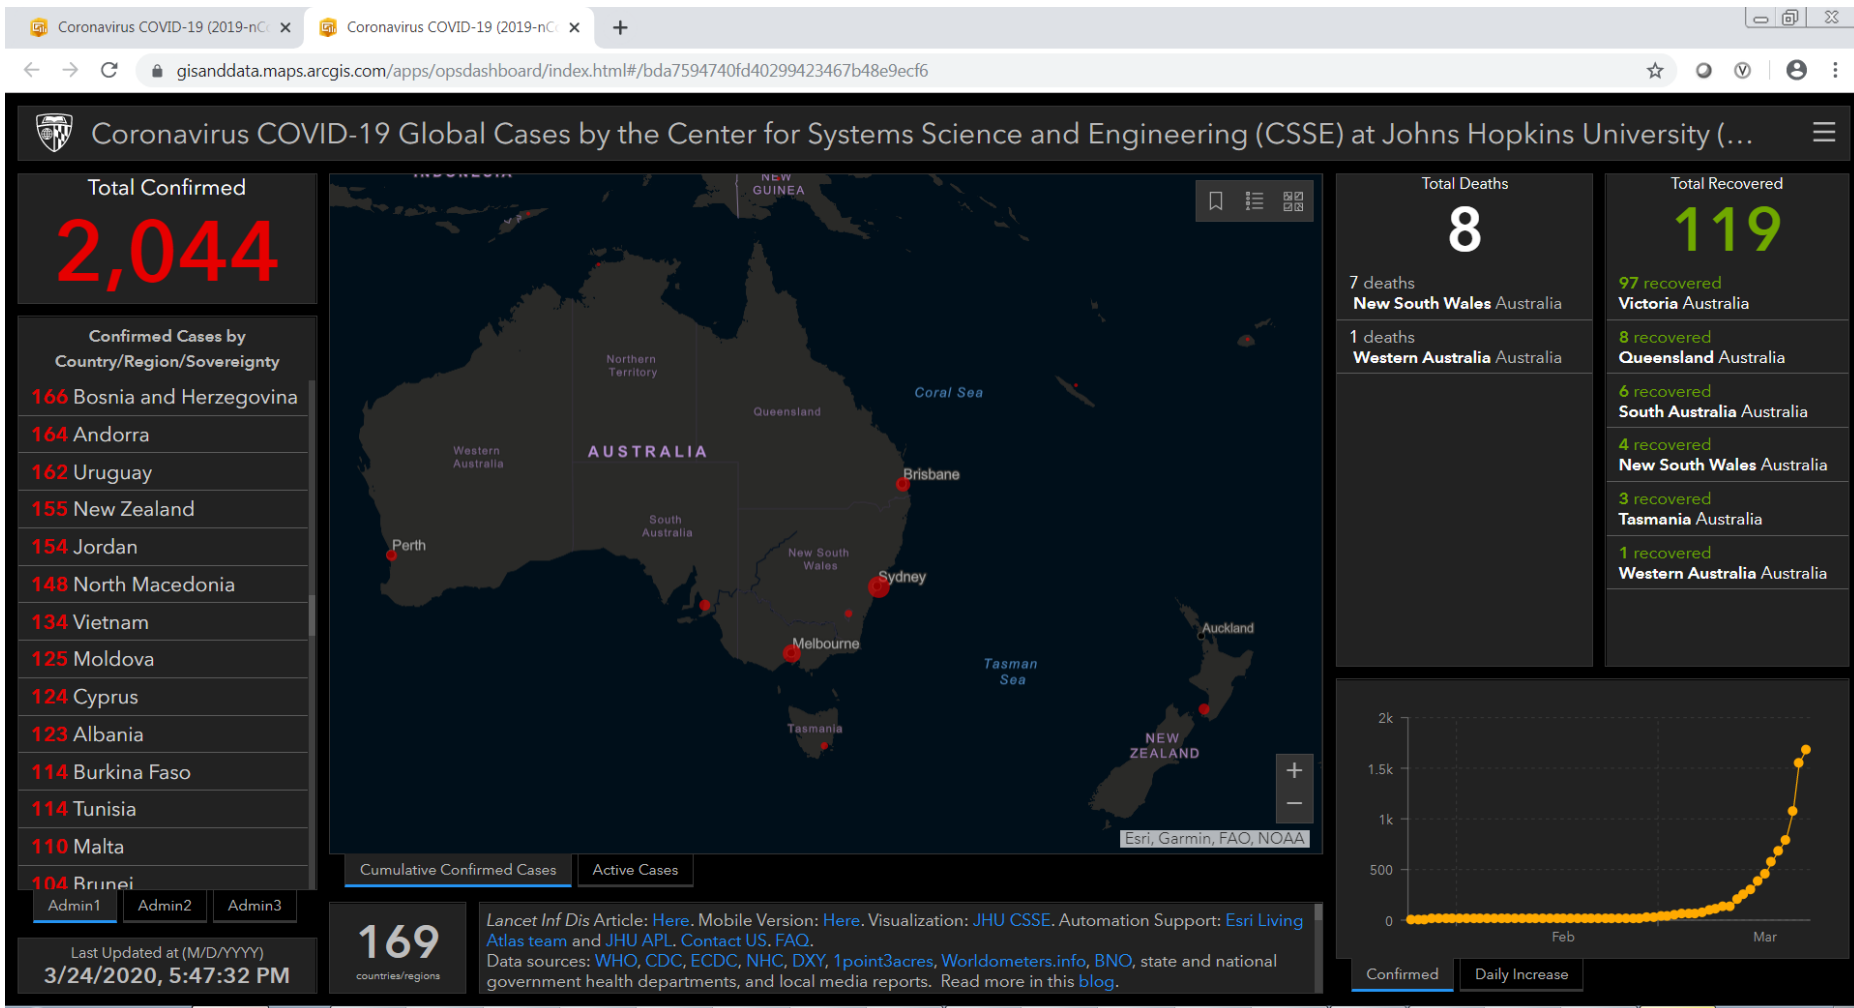 Coronavirus COVID-19 (2019-nC
Coronavirus COVID-19 (2019-nC
gisanddata.maps.arcgis.com/apps/opsdashboard/index.html#/bda7594740fd40299423467b48e9ecf6
Coronavirus COVID-19 Global Cases by the Center for Systems Science and Engineering (CSSE) at Johns Hopkins University (...
Total Confirmed
2,044
Confirmed Cases by
Country/Region/Sovereignty
166 Bosnia and Herzegovina
164 Andorra
162 Uruguay
155 New Zealand
154 Jordan
148 North Macedonia
134 Vietnam
125 Moldova
124 Cyprus
123 Albania
114 Burkina Faso
114 Tunisia
110 Malta
104 Brunei
Admin1 Admin2 Admin3
Last Updated at (M/D/YYYY)
3/24/2020, 5:47:32 PM
INDONESIA
NEW
GUINEA
Northern
Territory
Coral Sea
Queensland
Western
Australia
AUSTRALIA
Brisbane
South
Australia
Perth
New South
Wales
Sydney
Auckland
Melbourne
Tasman
Sea
Tasmania
NEW
ZEALAND
+
−
Esri, Garmin, FAO, NOAA
Cumulative Confirmed Cases Active Cases
169
countries/regions
Lancet Inf Dis Article: Here. Mobile Version: Here. Visualization: JHU CSSE. Automation Support: Esri Living
Atlas team and JHU APL. Contact US. FAQ.
Data sources: WHO, CDC, ECDC, NHC, DXY, 1point3acres, Worldometers.info, BNO, state and national
government health departments, and local media reports. Read more in this blog.
Total Deaths
8
7 deaths
New South Wales Australia
1 deaths
Western Australia Australia
Total Recovered
119
97 recovered
Victoria Australia
8 recovered
Queensland Australia
6 recovered
South Australia Australia
4 recovered
New South Wales Australia
3 recovered
Tasmania Australia
1 recovered
Western Australia Australia
2k
1.5k
1k
500
0
Feb Mar
Confirmed Daily Increase